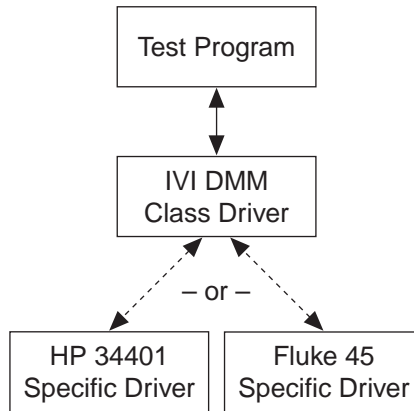 Test Program
IVI DMM
Class Driver
– or –
HP 34401
Specific Driver
Fluke 45
Specific Driver